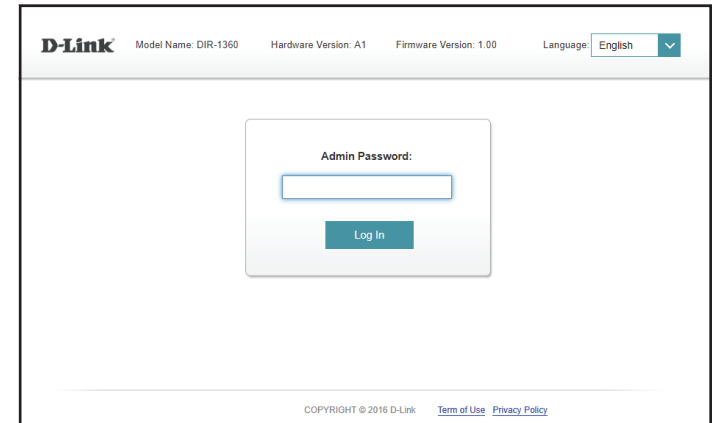 D-Link Model Name: DIR-1360 Hardware Version: A1 Firmware Version: 1.00 Language: English
Admin Password:
Log In
COPYRIGHT © 2016 D-Link Term of Use Privacy Policy